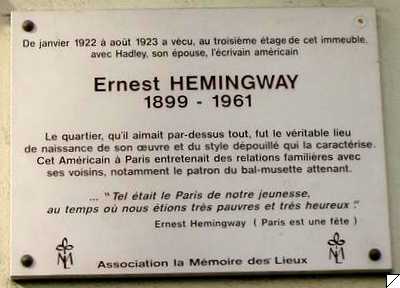 De janvier 1922 à août 1923 a vécu, au troisième étage de cet immeuble,
avec Hadley, son épouse, l'écrivain américain
Ernest HEMINGWAY
1899 - 1961
Le quartier, qu'il aimait par-dessus tout, fut le véritable lieu
de naissance de son œuvre et du style dépouillé qui la caractérise.
Cet Américain à Paris entretenait des relations familières avec
ses voisins, notamment le patron du bal-musette attenant.
... "Tel était le Paris de notre jeunesse,
au temps où nous étions très pauvres et très heureux".
Ernest Hemingway ( Paris est une fête )
Association la Mémoire des Lieux